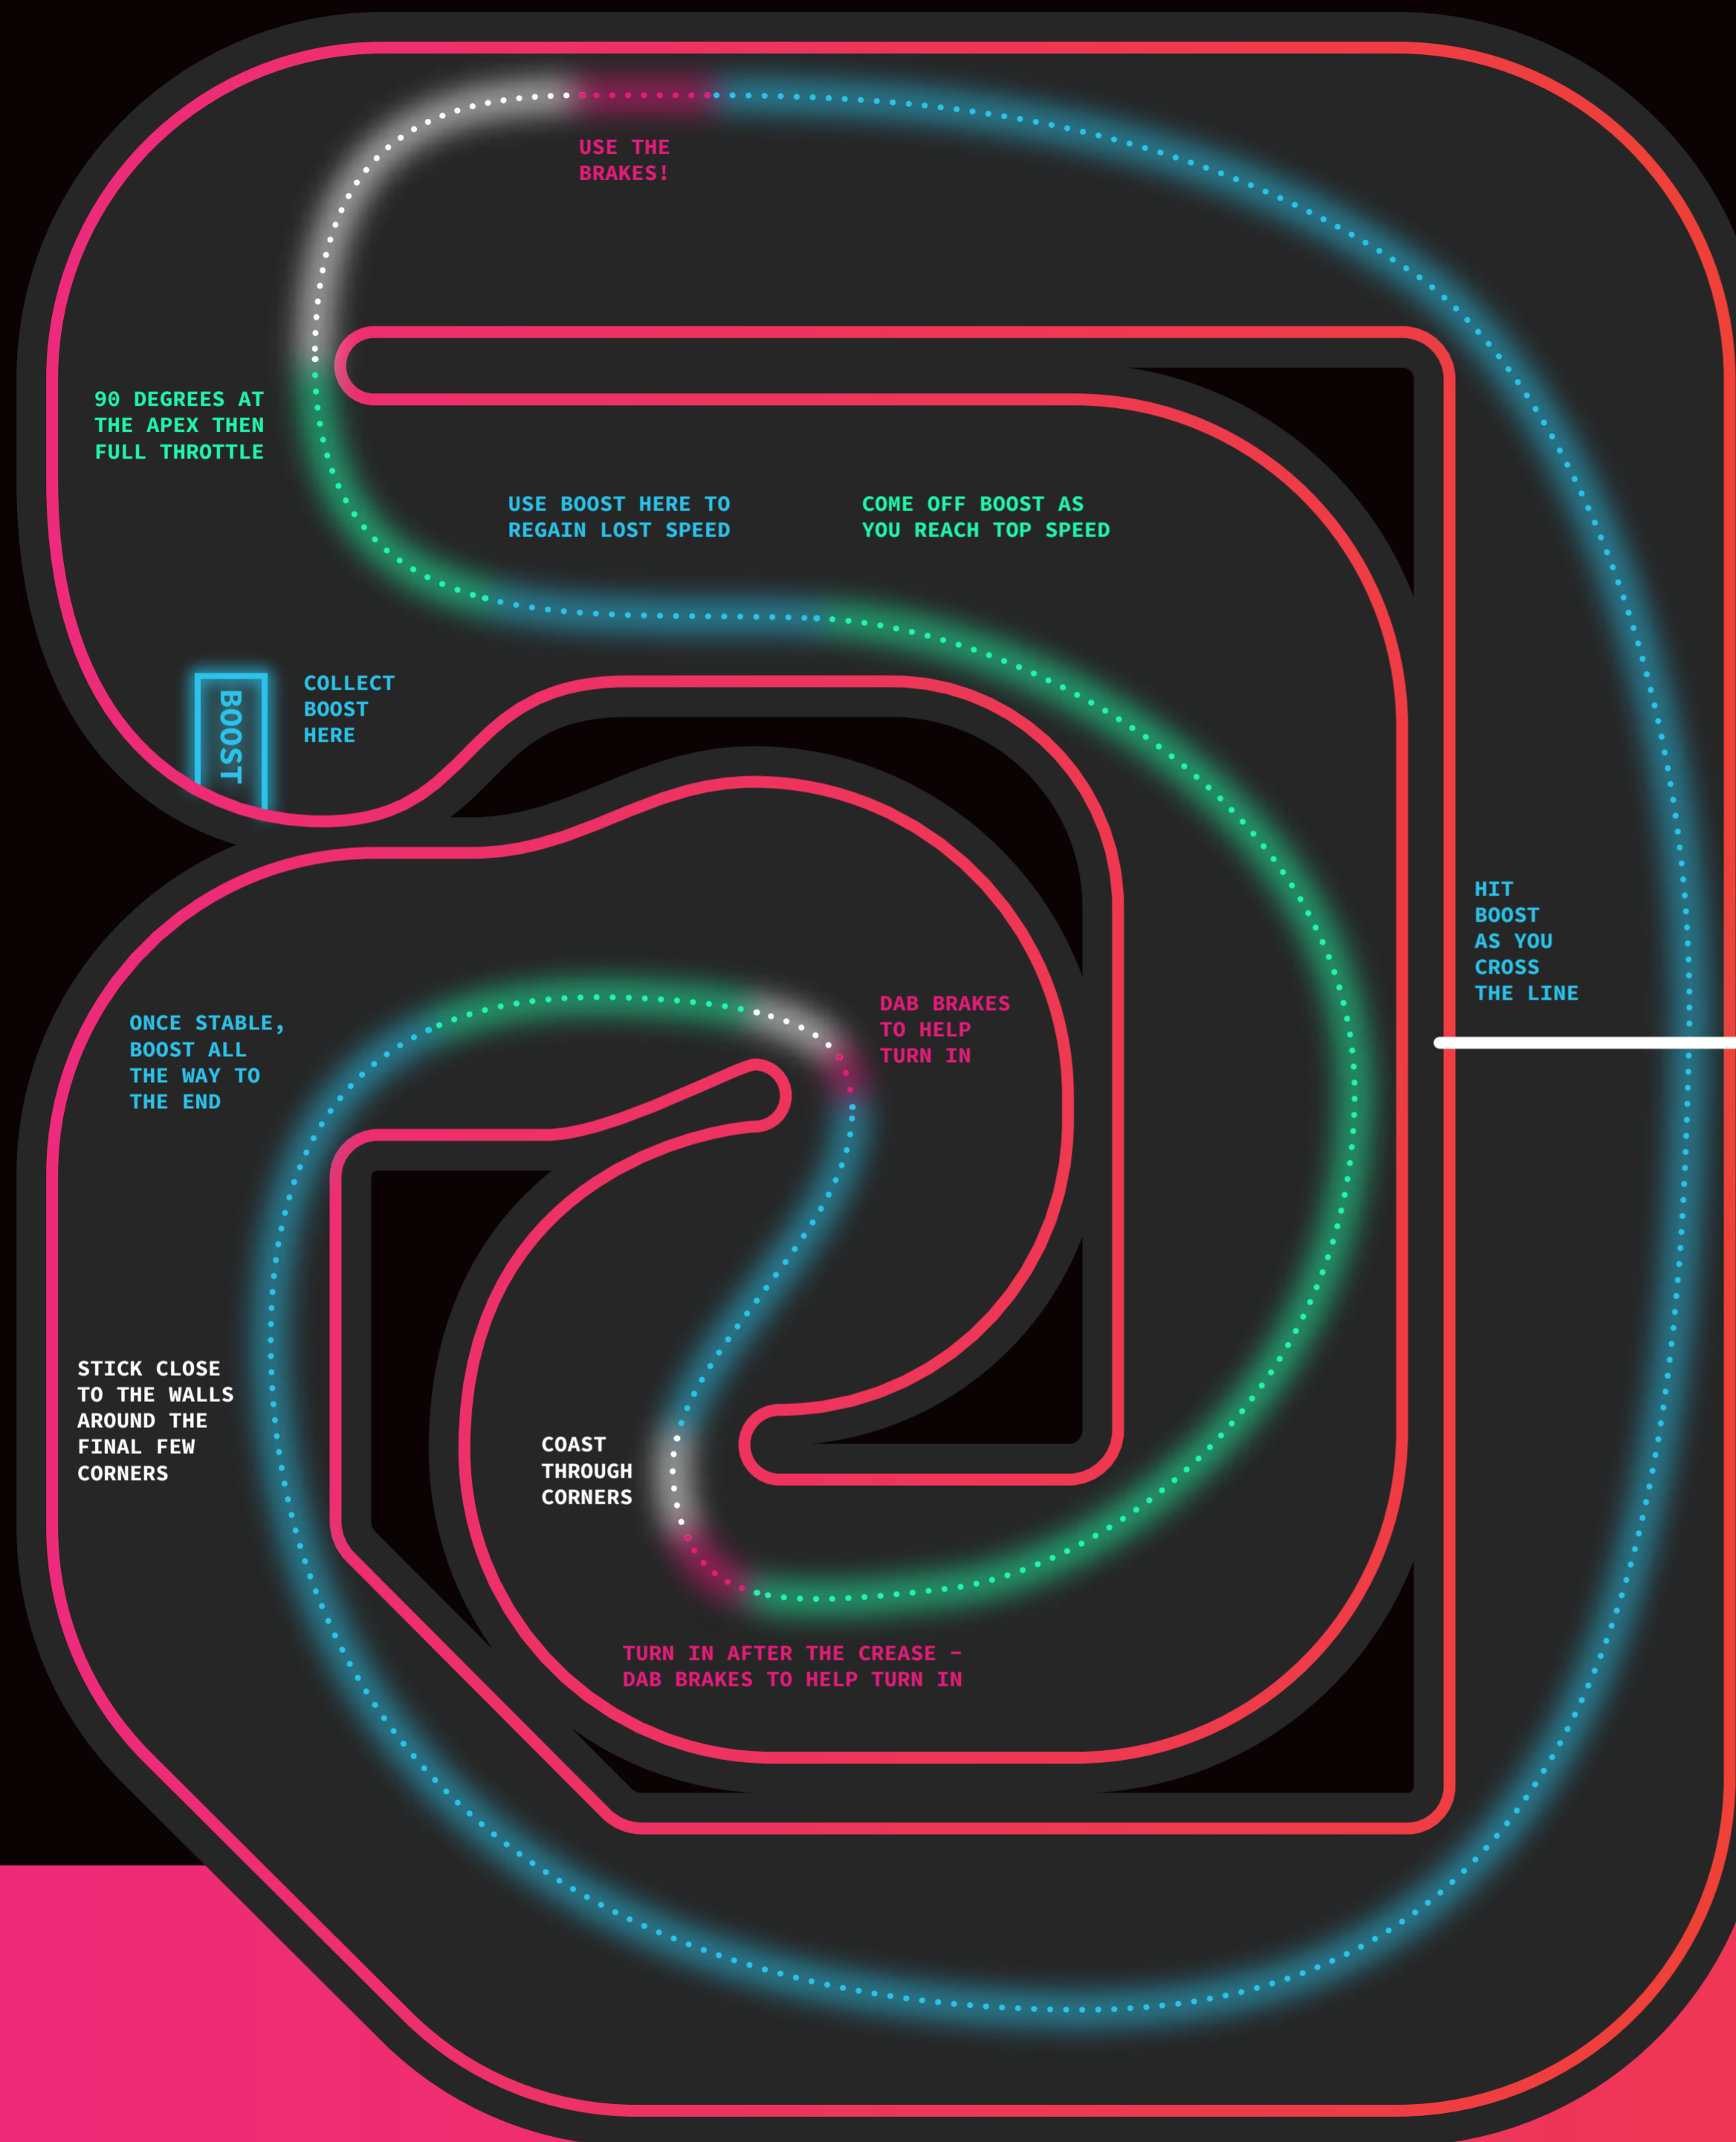 USE THE
BRAKES!
90 DEGREES AT
THE APEX THEN
FULL THROTTLE
USE BOOST HERE TO
REGAIN LOST SPEED
COME OFF BOOST AS
YOU REACH TOP SPEED
BOOST
COLLECT
BOOST
HERE
HIT
BOOST
AS YOU
CROSS
THE LINE
DAB BRAKES
TO HELP
TURN IN
ONCE STABLE,
BOOST ALL
THE WAY TO
THE END
STICK CLOSE
TO THE WALLS
AROUND THE
FINAL FEW
CORNERS
COAST
THROUGH
CORNERS
TURN IN AFTER THE CREASE –
DAB BRAKES TO HELP TURN IN